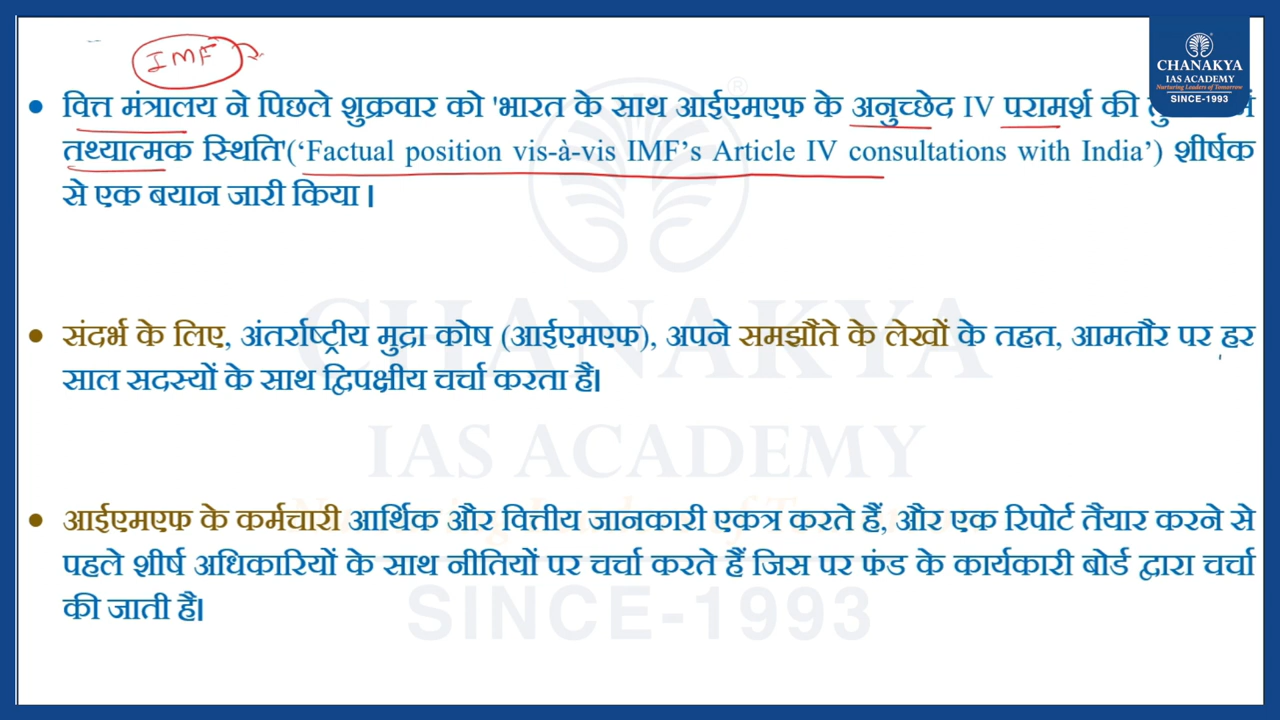 IMF
CHANAKYA
IAS ACADEMY
Nurturing Leaders of Tomorrow
SINCE-1993
• वित्त मंत्रालय ने पिछले शुक्रवार को 'भारत के साथ आईएमएफ के अनुच्छेद IV परामर्श की
तथ्यात्मक स्थिति'('Factual position vis-à-vis IMF's Article IV consultations with India') शीर्षक
से एक बयान जारी किया।
• संदर्भ के लिए, अंतर्राष्ट्रीय मुद्रा कोष (आईएमएफ), अपने समझौते के लेखों के तहत, आमतौर पर हर
साल सदस्यों के साथ द्विपक्षीय चर्चा करता है।
• आईएमएफ के कर्मचारी आर्थिक और वित्तीय जानकारी एकत्र करते हैं, और एक रिपोर्ट तैयार करने से
पहले शीर्ष अधिकारियों के साथ नीतियों पर चर्चा करते हैं जिस पर फंड के कार्यकारी बोर्ड द्वारा चर्चा
की जाती है।
CHANAKYA
IAS ACADEMY
SINCE-1993